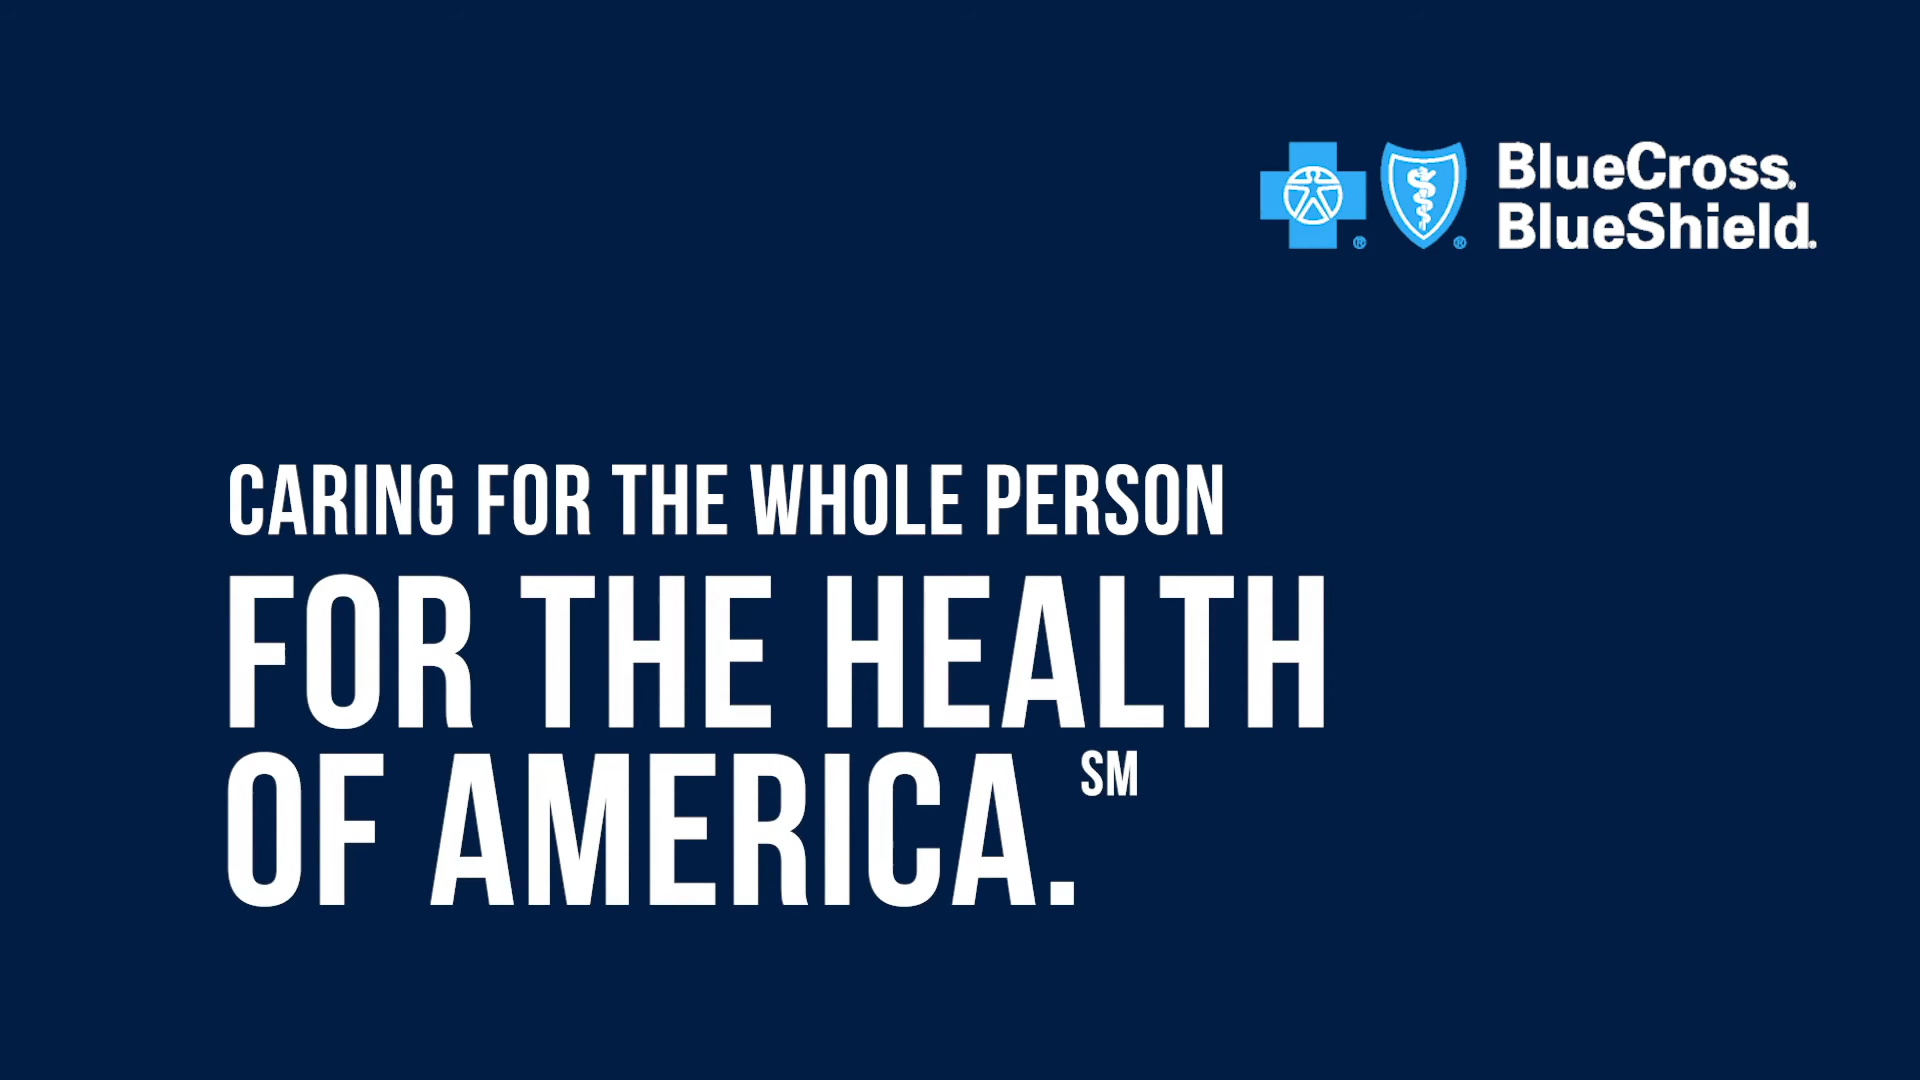 BlueCross®
BlueShield®
CARING FOR THE WHOLE PERSON
FOR THE HEALTH
OF AMERICA.℠